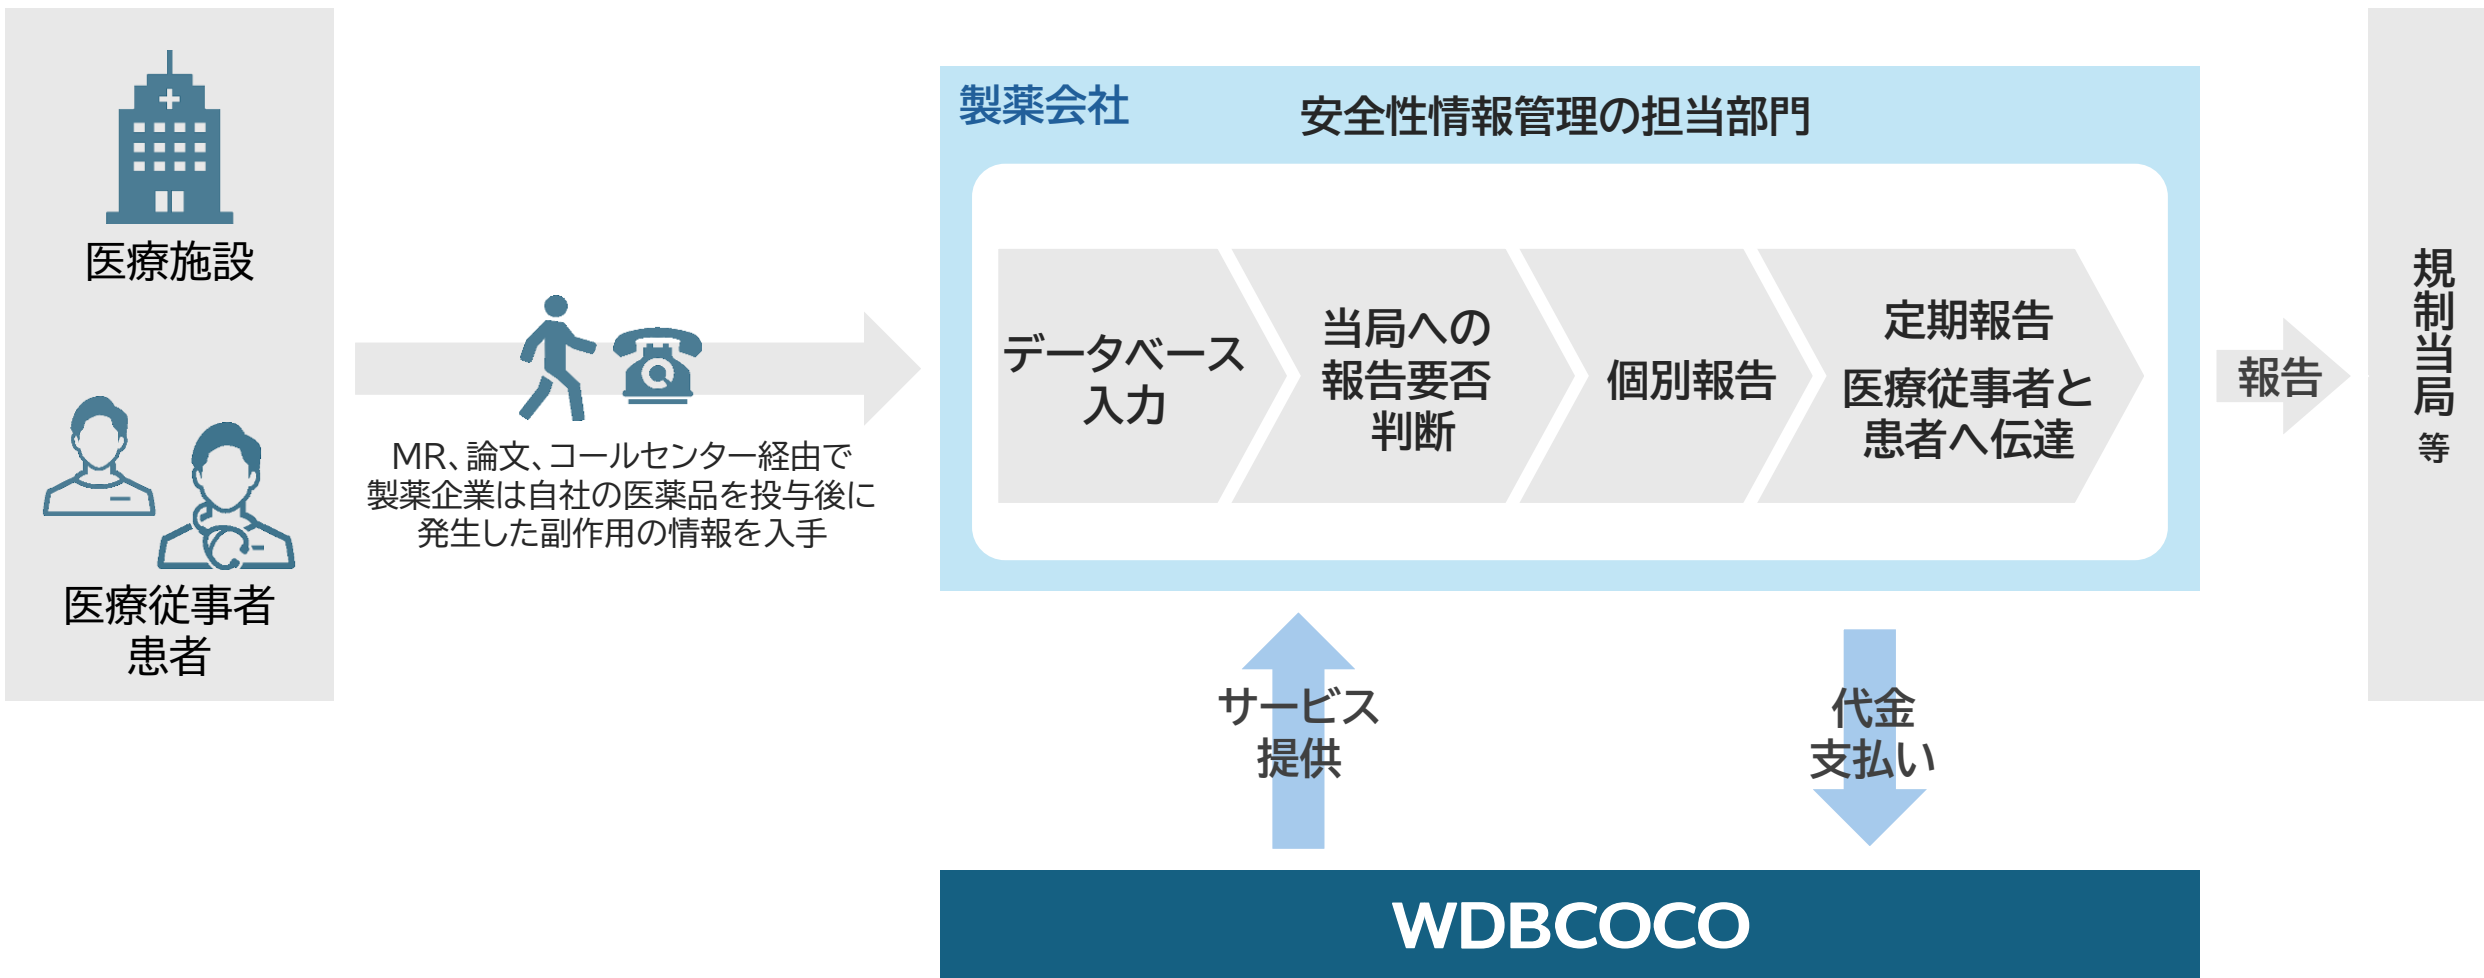 医療施設
医療従事者
患者
MR、論文、コールセンター経由で
製薬企業は自社の医薬品を投与後に
発生した副作用の情報を入手
製薬会社
安全性情報管理の担当部門
データベース
入力
当局への
報告要否
判断
個別報告
定期報告
医療従事者と
患者へ伝達
報告
規制当局 等
サービス
提供
代金
支払い
WDBCOCO